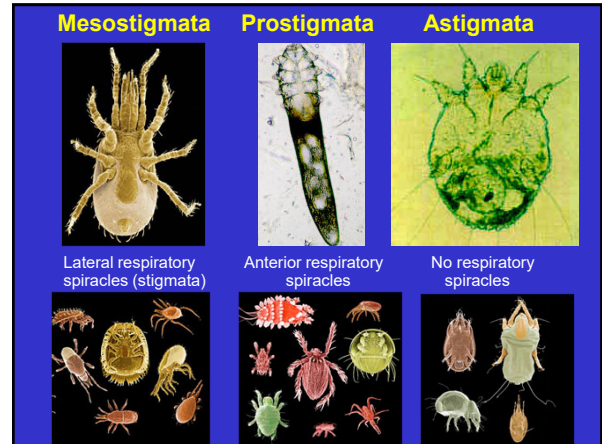 Mesostigmata
Prostigmata
Astigmata
Lateral respiratory
spiracles (stigmata)
Anterior respiratory
spiracles
No respiratory
spiracles